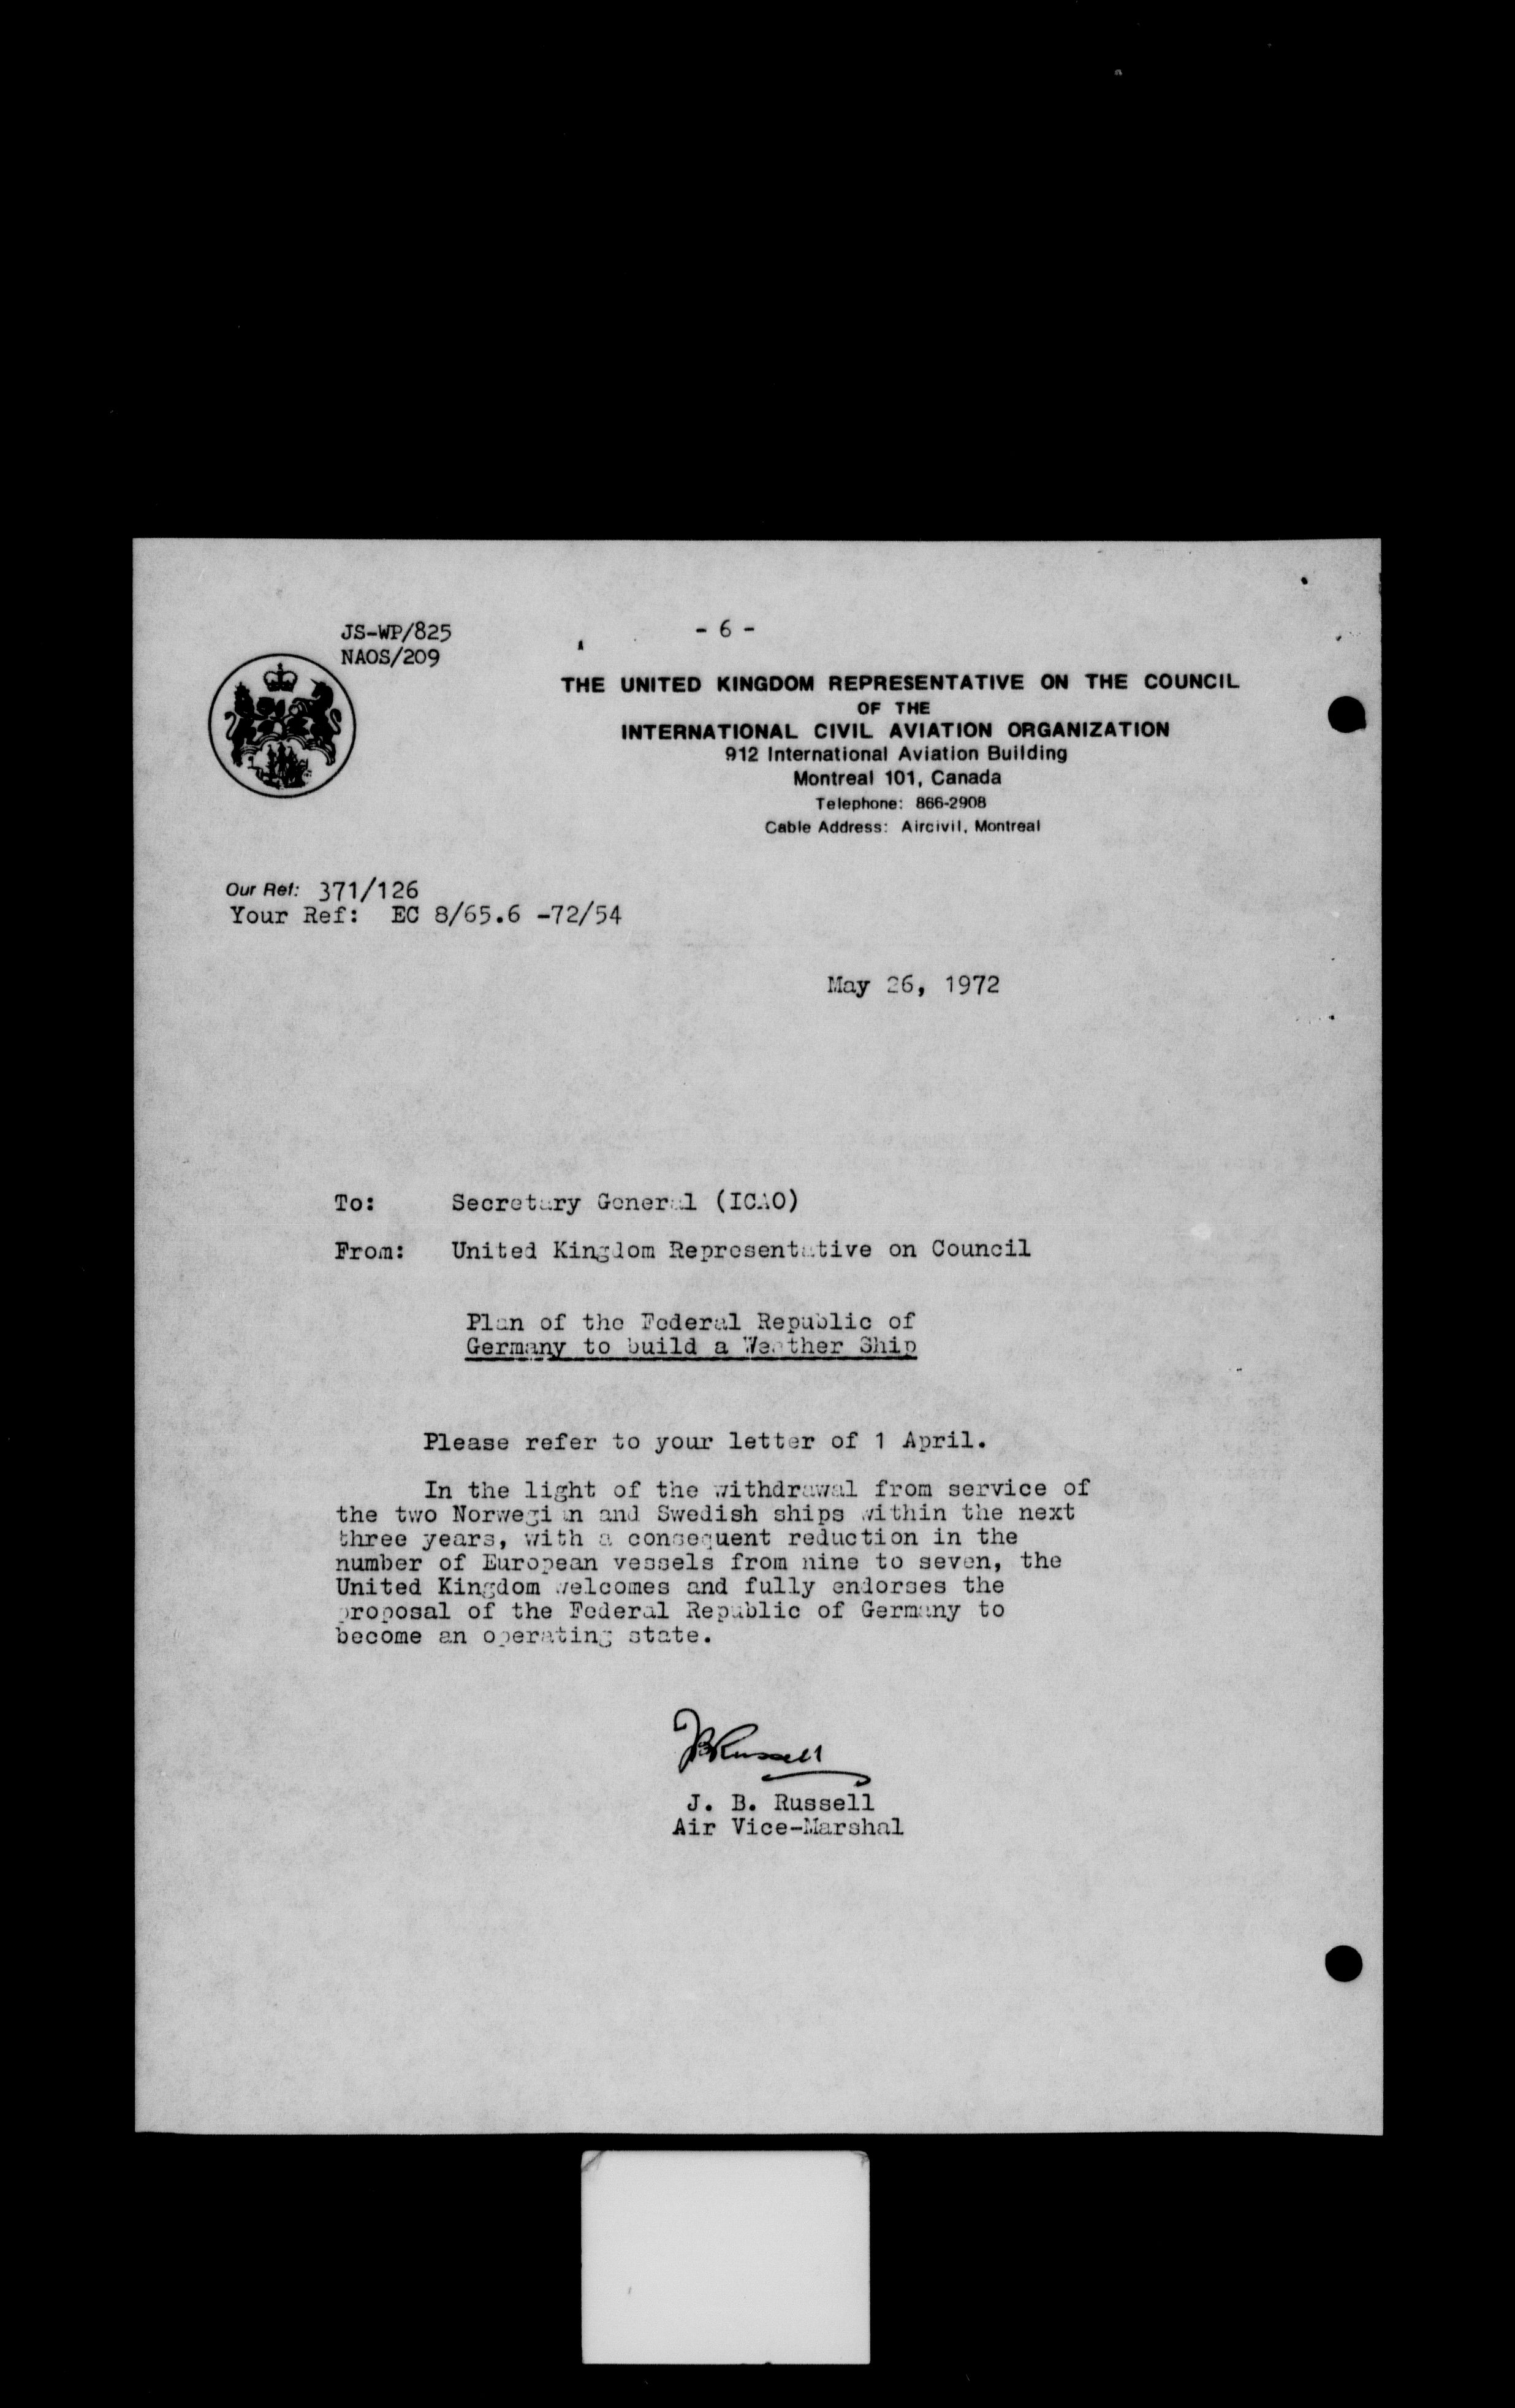 JS-WP/825
- 6 -
NAOS/209
THE UNITED KINGDOM REPRESENTATIVE ON THE COUNCIL
OF THE
INTERNATIONAL CIVIL AVIATION ORGANIZATION
912 International Aviation Building
Montreal 101, Canada
Telephone: 866-2908
Cable Address: Aircivil, Montreal
Our Ref: 371/126
Your Ref: EC 8/65.6 -72/54
May 26, 1972
To: Secretary General (ICAO)
From: United Kingdom Representative on Council
Plan of the Federal Republic of
Germany to build a Weather Ship
Please refer to your letter of 1 April.
In the light of the withdrawal from service of
the two Norwegian and Swedish ships within the next
three years, with a consequent reduction in the
number of European vessels from nine to seven, the
United Kingdom welcomes and fully endorses the
proposal of the Federal Republic of Germany to
become an operating state.
JBRussell
J. B. Russell
Air Vice-Marshal